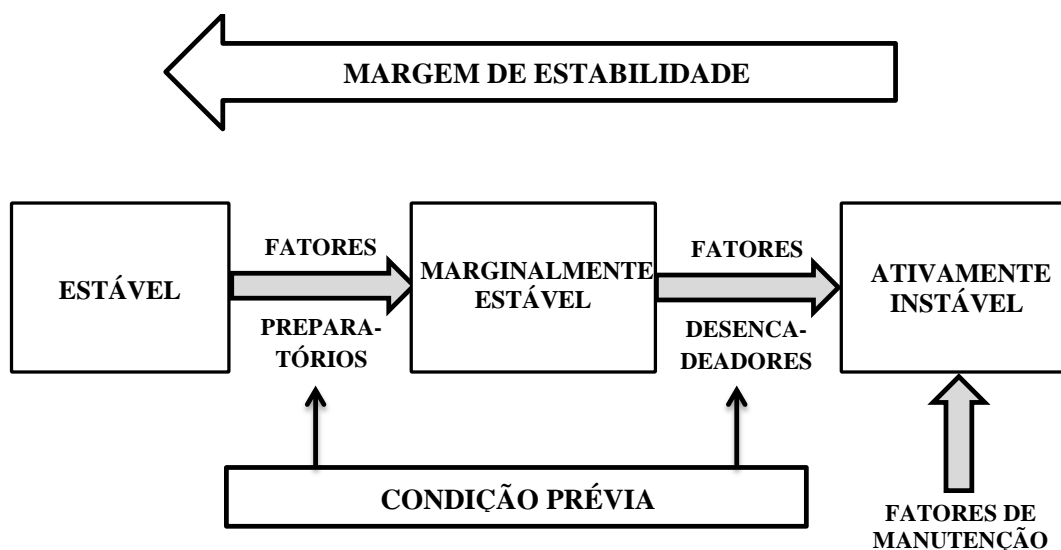 MARGEM DE ESTABILIDADE
ESTÁVEL
FATORES
PREPARA-
TÓRIOS
MARGINALMENTE
ESTÁVEL
FATORES
DESENCA-
DEADORES
ATIVAMENTE
INSTÁVEL
CONDIÇÃO PRÉVIA
FATORES DE
MANUTENÇÃO